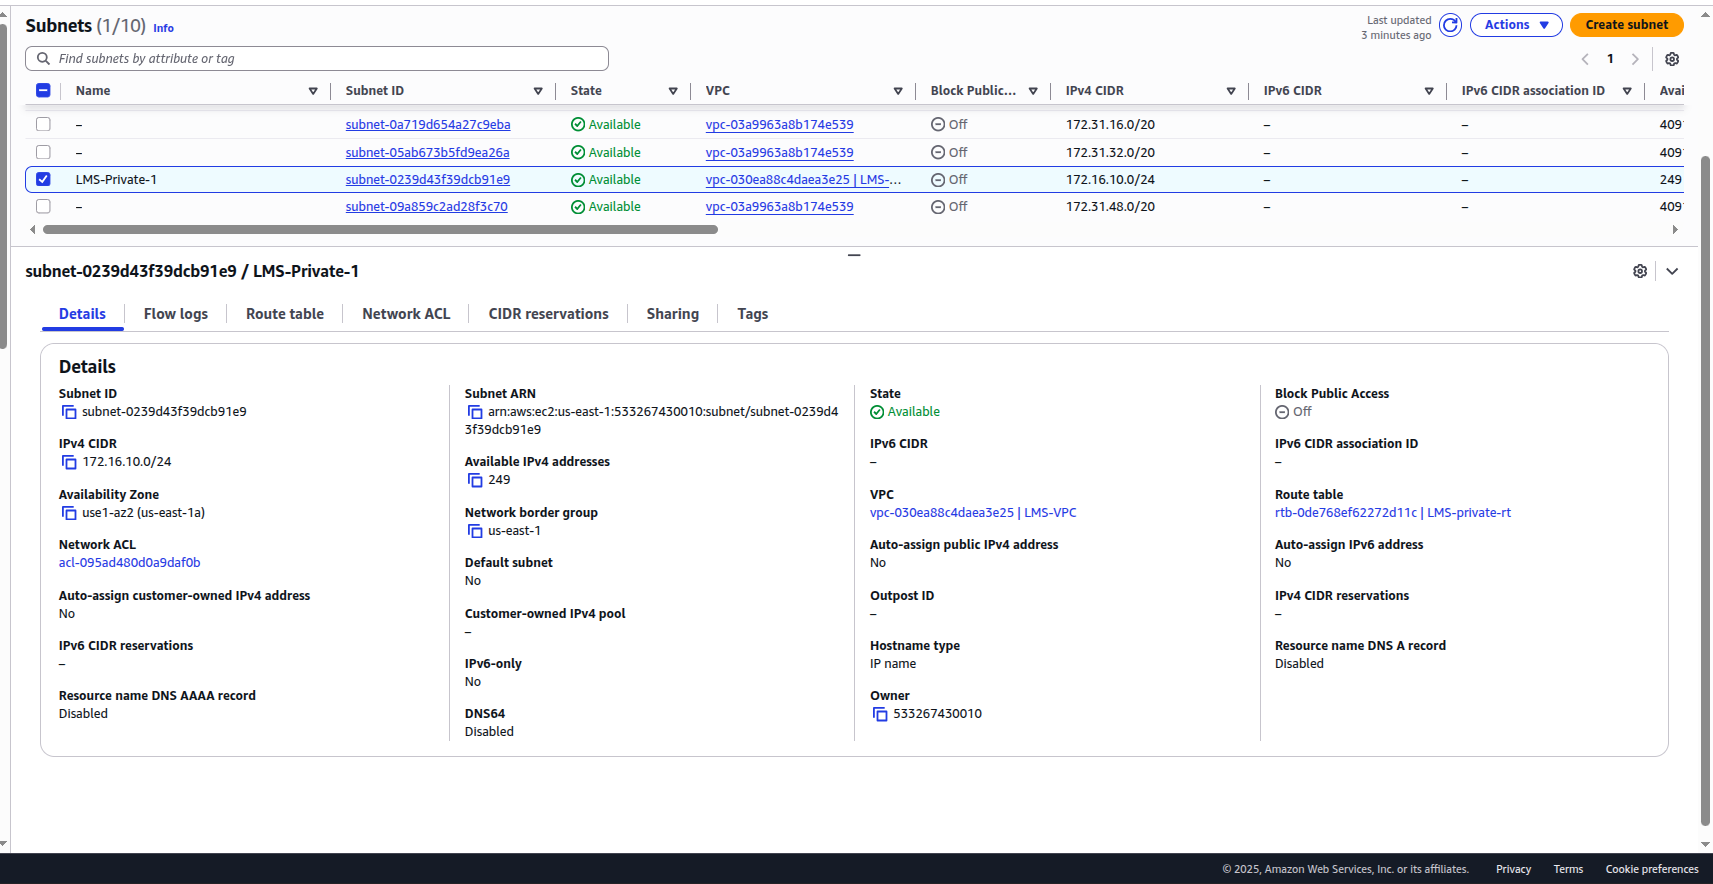 Subnets (1/10) Info
Last updated
3 minutes ago
Actions
Create subnet
Find subnets by attribute or tag
1
Name Subnet ID State VPC Block Public... IPv4 CIDR IPv6 CIDR IPv6 CIDR association ID Avai
– subnet-0a719d654a27c9eba Available vpc-03a9963a8b174e539 Off 172.31.16.0/20 – – 409
– subnet-05ab673b5fd9ea26a Available vpc-03a9963a8b174e539 Off 172.31.32.0/20 – – 409
LMS-Private-1 subnet-0239d43f39dcb91e9 Available vpc-030ea88c4daea3e25 | LMS-... Off 172.16.10.0/24 – – 249
– subnet-09a859c2ad28f3c70 Available vpc-03a9963a8b174e539 Off 172.31.48.0/20 – – 409
subnet-0239d43f39dcb91e9 / LMS-Private-1
Details Flow logs Route table Network ACL CIDR reservations Sharing Tags
Details
Subnet ID
subnet-0239d43f39dcb91e9
IPv4 CIDR
172.16.10.0/24
Availability Zone
use1-az2 (us-east-1a)
Network ACL
acl-095ad480d0a9daf0b
Auto-assign customer-owned IPv4 address
No
IPv6 CIDR reservations
–
Resource name DNS AAAA record
Disabled
Subnet ARN
arn:aws:ec2:us-east-1:533267430010:subnet/subnet-0239d4
3f39dcb91e9
Available IPv4 addresses
249
Network border group
us-east-1
Default subnet
No
Customer-owned IPv4 pool
–
IPv6-only
No
DNS64
Disabled
State
Available
IPv6 CIDR
–
VPC
vpc-030ea88c4daea3e25 | LMS-VPC
Auto-assign public IPv4 address
No
Outpost ID
–
Hostname type
IP name
Owner
533267430010
Block Public Access
Off
IPv6 CIDR association ID
–
Route table
rtb-0de768ef62272d11c | LMS-private-rt
Auto-assign IPv6 address
No
IPv4 CIDR reservations
–
Resource name DNS A record
Disabled
© 2025, Amazon Web Services, Inc. or its affiliates. Privacy Terms Cookie preferences